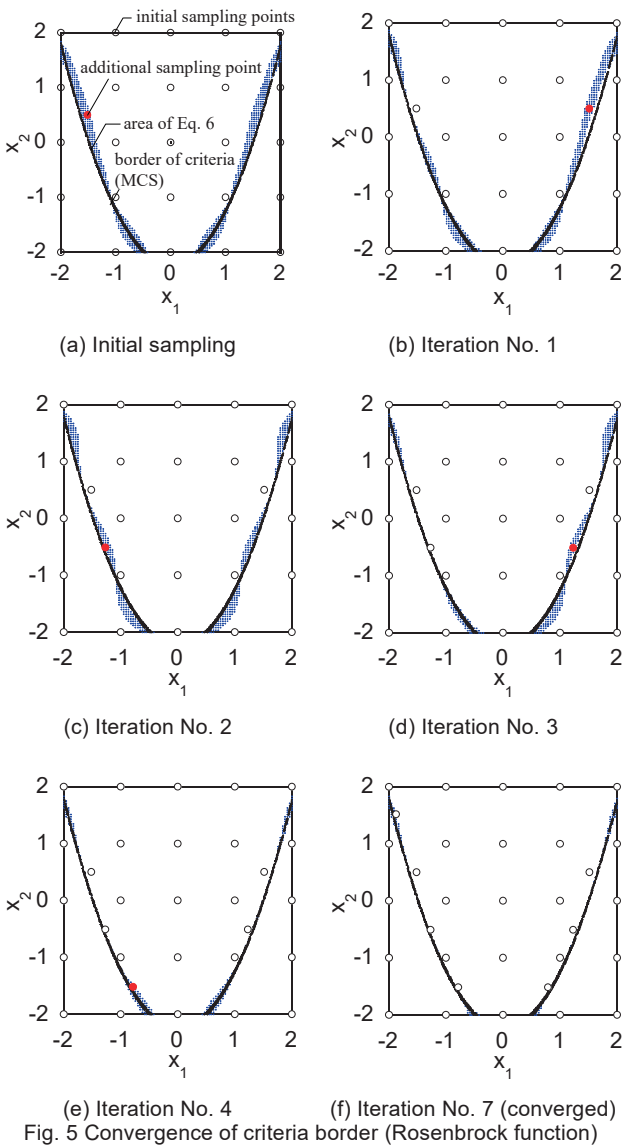 initial sampling points
2
additional sampling point
1
area of Eq. 6
x2
0
border of criteria
(MCS)
-1
-2
-2 -1 0 1 2
x1
(a) Initial sampling
2
1
x2
0
-1
-2
-2 -1 0 1 2
x1
(b) Iteration No. 1
2
1
x2
0
-1
-2
-2 -1 0 1 2
x1
(c) Iteration No. 2
2
1
x2
0
-1
-2
-2 -1 0 1 2
x1
(d) Iteration No. 3
2
1
x2
0
-1
-2
-2 -1 0 1 2
x1
(e) Iteration No. 4
2
1
x2
0
-1
-2
-2 -1 0 1 2
x1
(f) Iteration No. 7 (converged)
Fig. 5 Convergence of criteria border (Rosenbrock function)